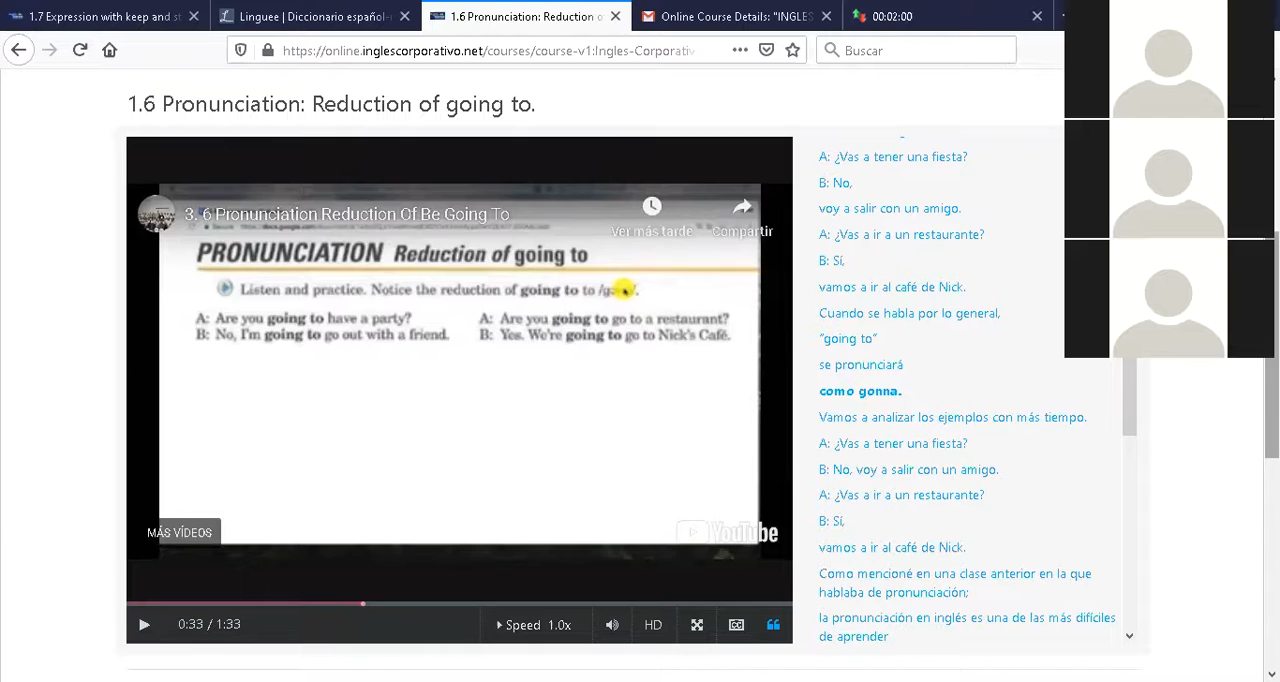 1.7 Expression with keep and st
Linguee | Diccionario español-
1.6 Pronunciation: Reduction o
Online Course Details: "INGLES
00:02:00
https://online.inglescorporativo.net/courses/course-v1:Ingles-Corporativ
Buscar
1.6 Pronunciation: Reduction of going to.
3. 6 Pronunciation Reduction Of Be Going To
Ver más tarde
Compartir
PRONUNCIATION Reduction of going to
Listen and practice. Notice the reduction of going to to
A: Are you going to have a party?
B: No, I'm going to go out with a friend.
A: Are you going to go to a restaurant?
B: Yes. We're going to go to Nick's Café.
MÁS VÍDEOS
YouTube
0:33 / 1:33
Speed 1.0x
HD
A: ¿Vas a tener una fiesta?
B: No,
voy a salir con un amigo.
A: ¿Vas a ir a un restaurante?
B: Sí,
vamos a ir al café de Nick.
Cuando se habla por lo general,
“going to”
se pronunciará
como gonna.
Vamos a analizar los ejemplos con más tiempo.
A: ¿Vas a tener una fiesta?
B: No, voy a salir con un amigo.
A: ¿Vas a ir a un restaurante?
B: Sí,
vamos a ir al café de Nick.
Como mencioné en una clase anterior en la que
hablaba de pronunciación;
la pronunciación en inglés es una de las más difíciles
de aprender